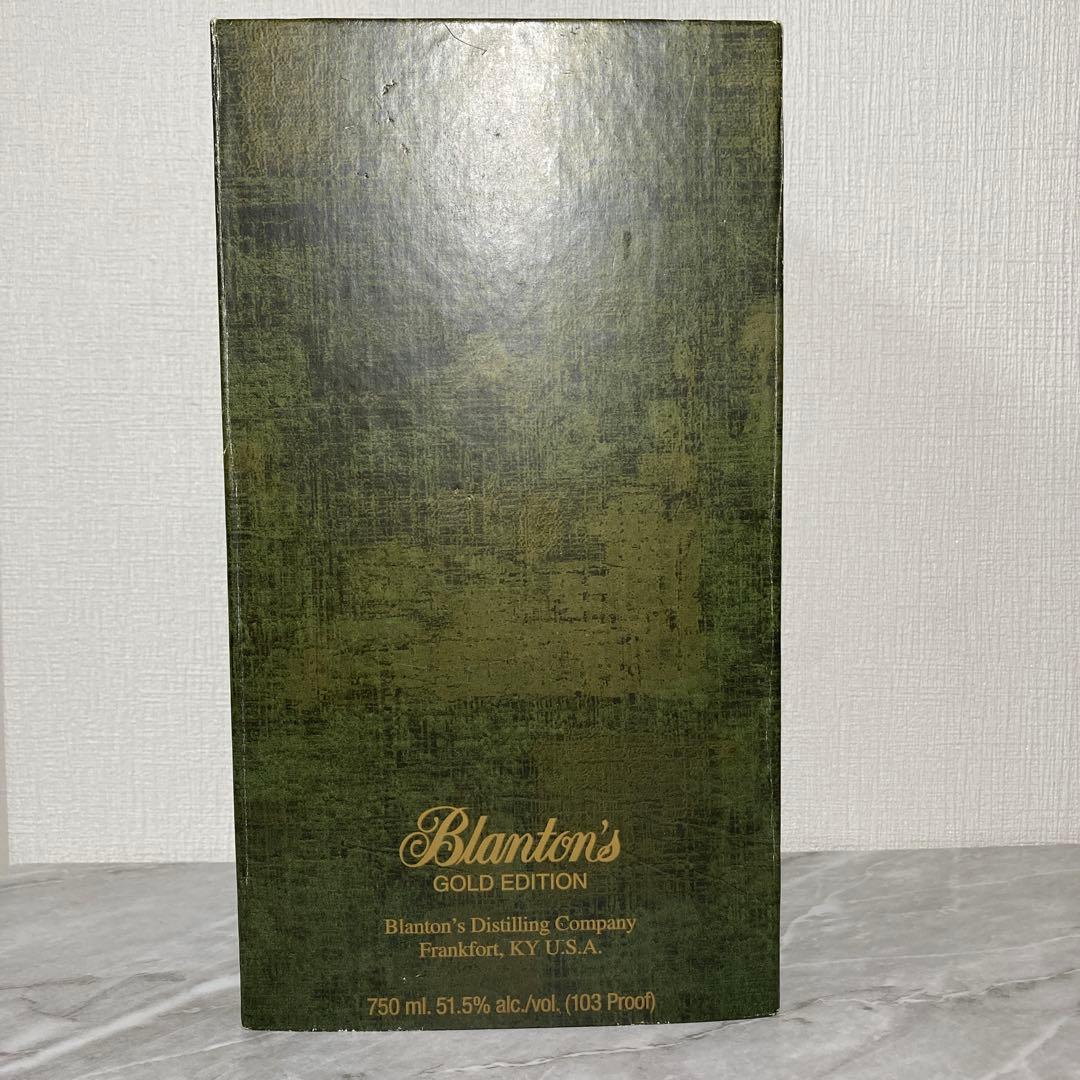 Blanton's
GOLD EDITION
Blanton's Distilling Company
Frankfort, KY U.S.A.
750 ml. 51.5% alc./vol. (103 Proof)